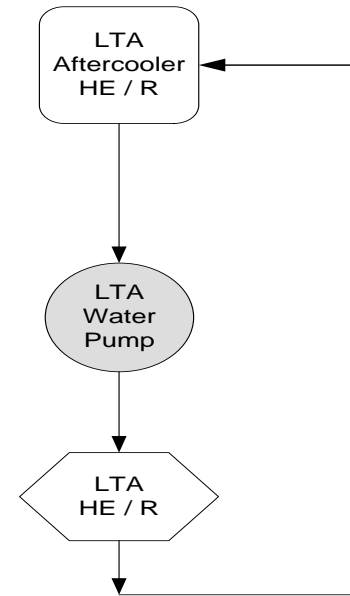 LTA
Aftercooler
HE / R
LTA
Water
Pump
LTA
HE / R